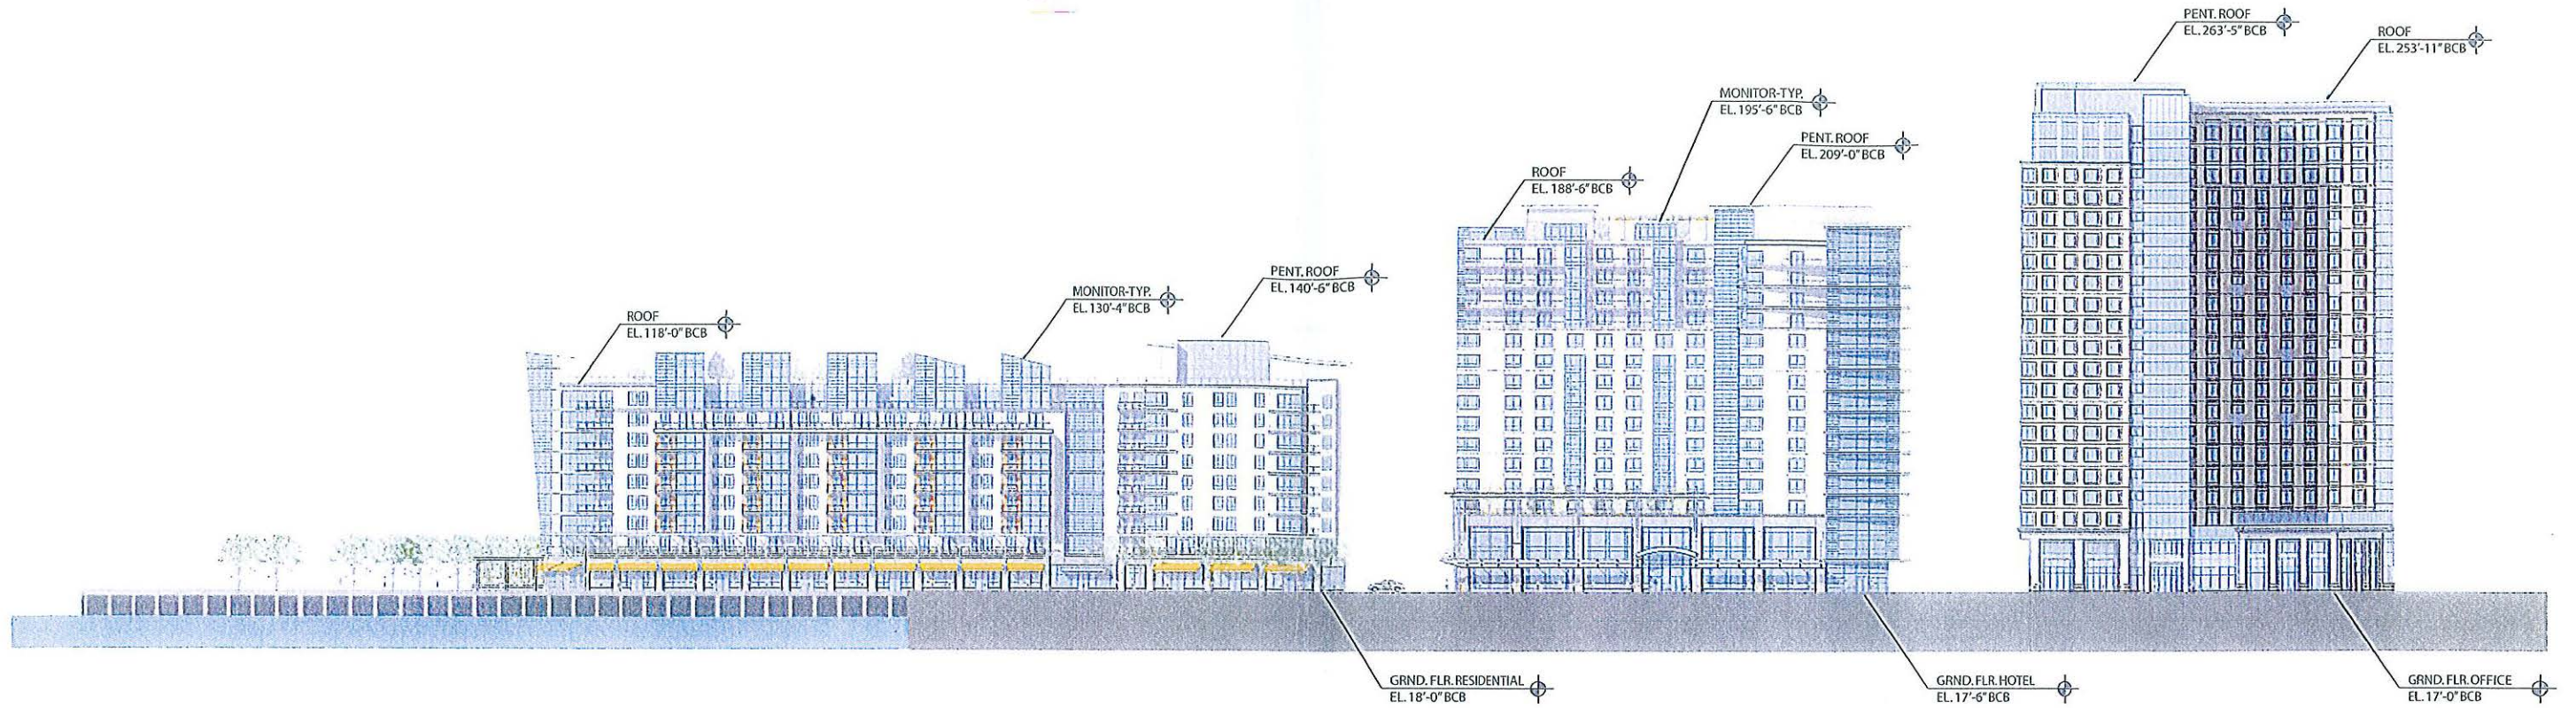 PENT. ROOF
EL. 263'-5" BCB
ROOF
EL. 253'-11" BCB
MONITOR-TYP.
EL. 195'-6" BCB
PENT. ROOF
EL. 209'-0" BCB
ROOF
EL. 188'-6" BCB
PENT. ROOF
EL. 140'-6" BCB
MONITOR-TYP.
EL. 130'-4" BCB
ROOF
EL. 118'-0" BCB
GRND. FLR. RESIDENTIAL
EL. 18'-0" BCB
GRND. FLR. HOTEL
EL. 17'-6" BCB
GRND. FLR. OFFICE
EL. 17'-0" BCB